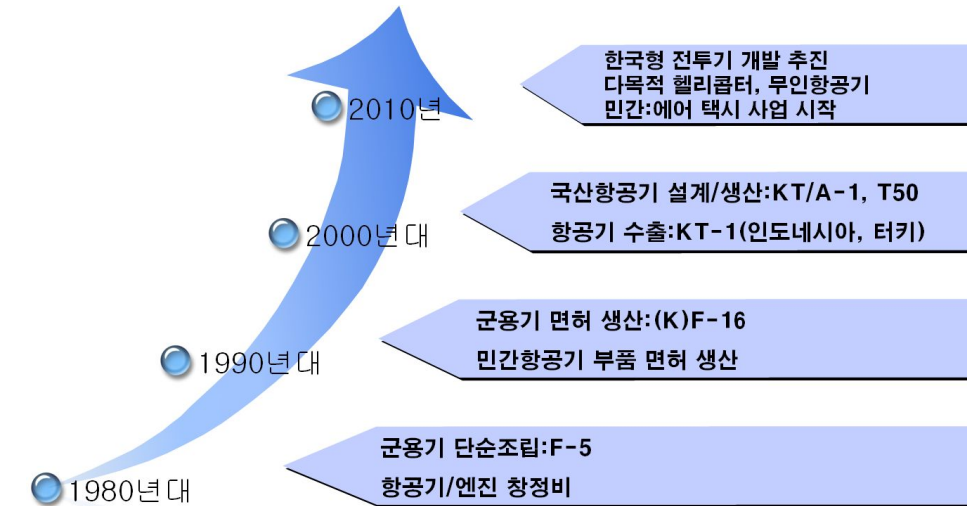 2010년
한국형 전투기 개발 추진
다목적 헬리콥터, 무인항공기
민간:에어 택시 사업 시작
2000년대
국산항공기 설계/생산:KT/A-1, T50
항공기 수출:KT-1(인도네시아, 터키)
1990년대
군용기 면허 생산:(K)F-16
민간항공기 부품 면허 생산
1980년대
군용기 단순조립:F-5
항공기/엔진 창정비